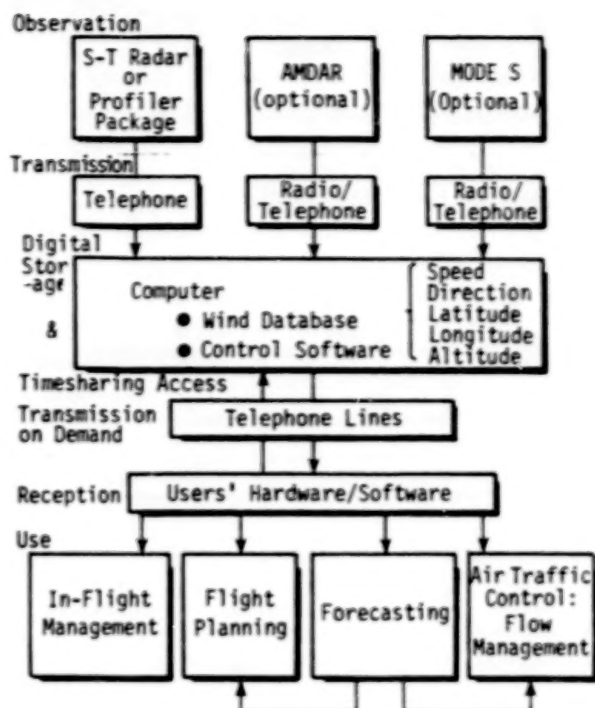 Observation
S-T Radar
or
Profiler
Package
AMDAR
(optional)
MODE S
(Optional)
Transmission
Telephone
Radio/
Telephone
Radio/
Telephone
Digital
Stor
-age
&
Computer
● Wind Database
● Control Software
Speed
Direction
Latitude
Longitude
Altitude
Timesharing Access
Transmission
on Demand
Telephone Lines
Reception
Users' Hardware/Software
Use
In-Flight
Management
Flight
Planning
Forecasting
Air Traffic
Control:
Flow
Management